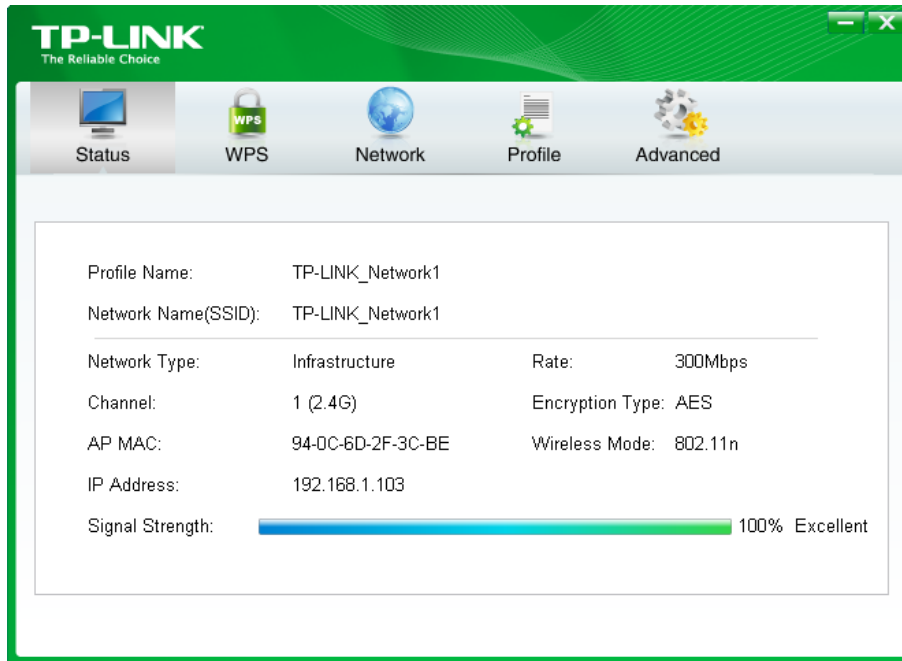 TP-LINK
The Reliable Choice
WPS
Status WPS Network Profile Advanced
Profile Name: TP-LINK_Network1
Network Name(SSID): TP-LINK_Network1
Network Type: Infrastructure Rate: 300Mbps
Channel: 1 (2.4G) Encryption Type: AES
AP MAC: 94-0C-6D-2F-3C-BE Wireless Mode: 802.11n
IP Address: 192.168.1.103
Signal Strength: 100% Excellent